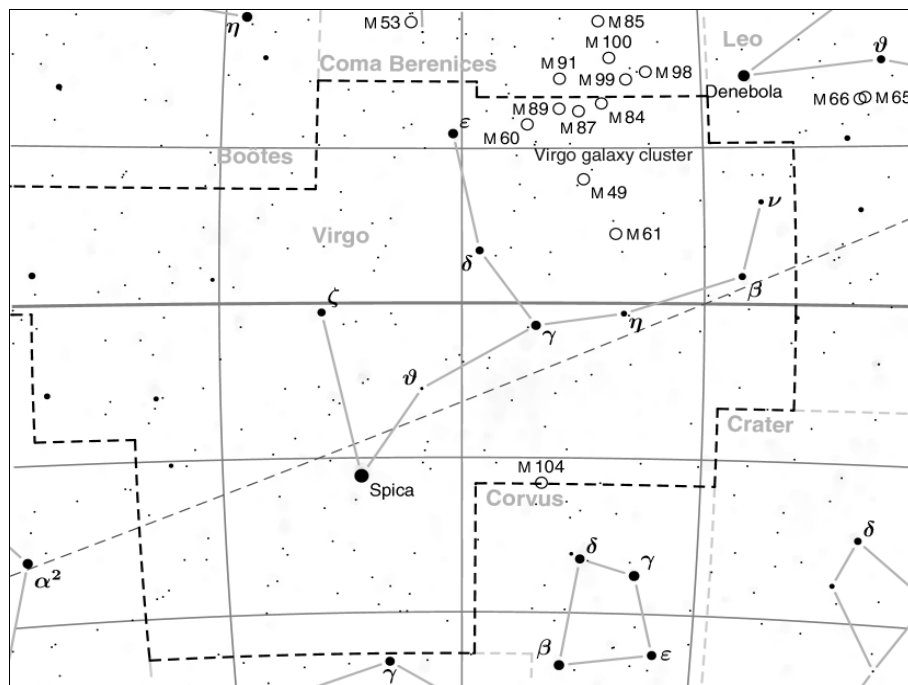 η
M 53
M 85
M 100
Leo
ϑ
Coma Berenices
M 91
M 99
M 98
Denebola
M 66
M 65
ε
M 89
M 84
M 60
M 87
Boötes
Virgo galaxy cluster
M 49
ν
Virgo
M 61
δ
β
ζ
η
γ
ϑ
Crater
M 104
Spica
Corvus
δ
γ
δ
α²
β
ε
γ